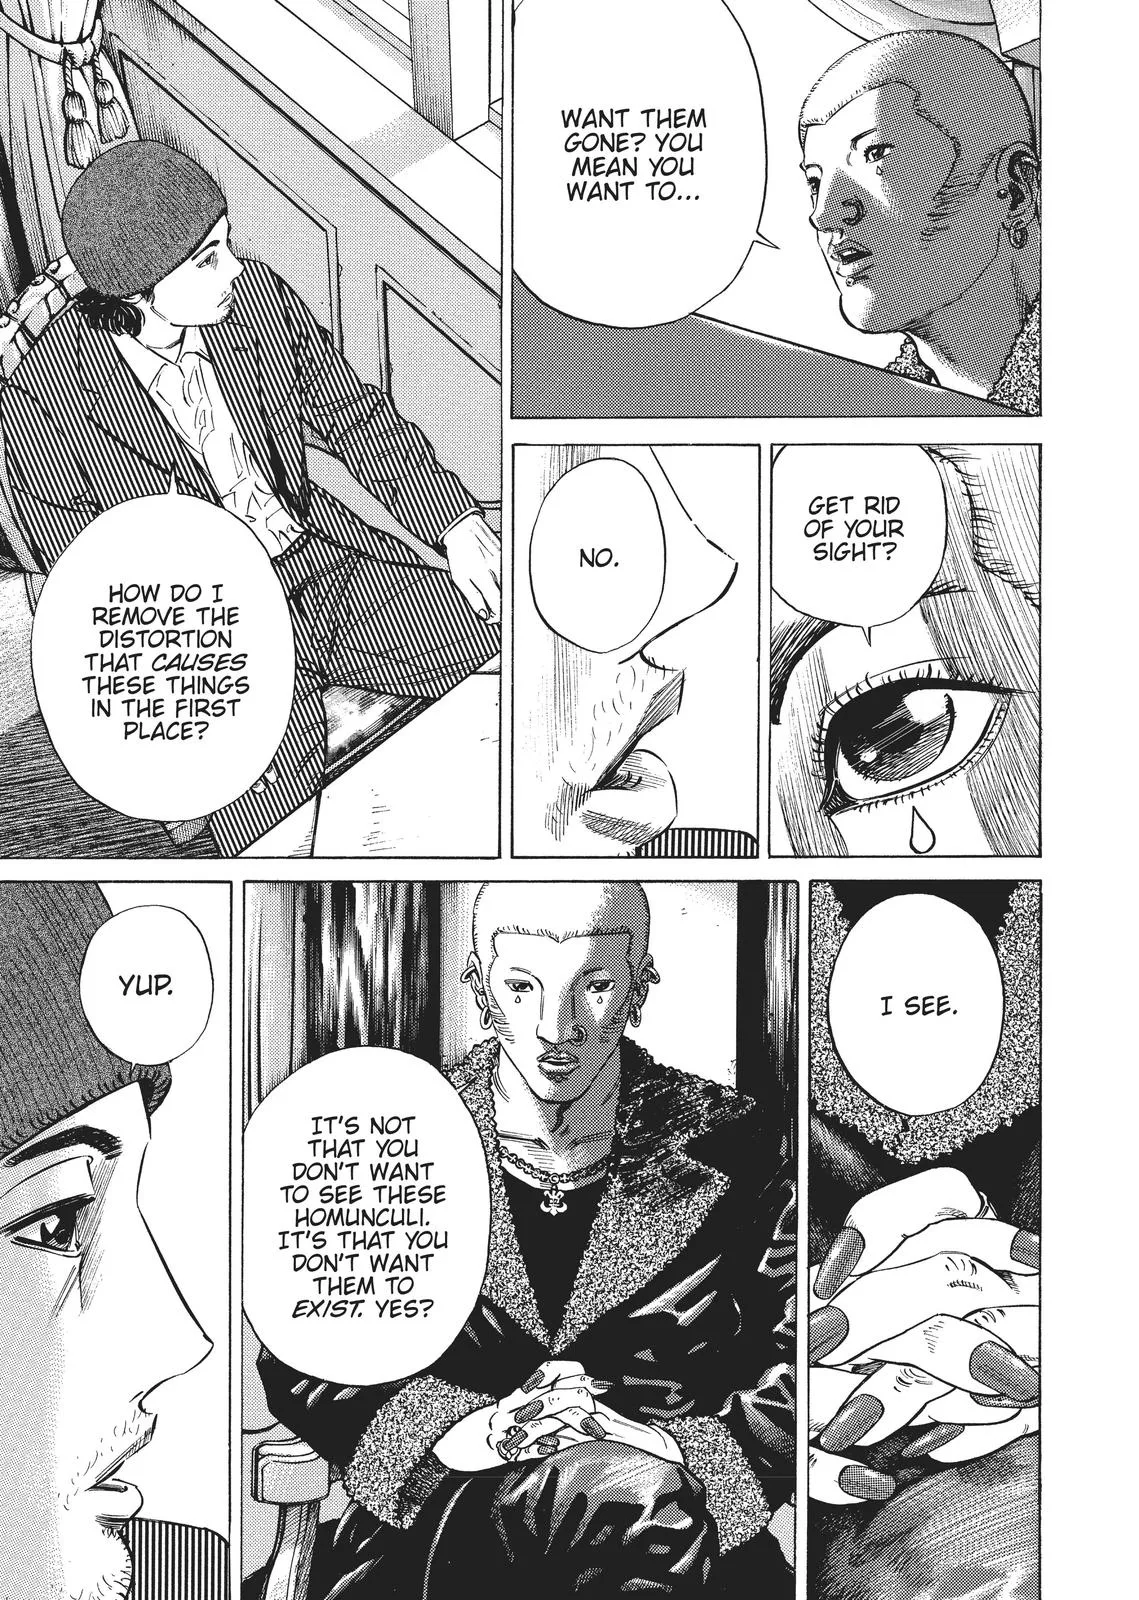 WANT THEM
GONE? YOU
MEAN YOU
WANT TO...
GET RID
OF YOUR
SIGHT?
NO.
HOW DO I
REMOVE THE
DISTORTION
THAT CAUSES
THESE THINGS
IN THE FIRST
PLACE?
I SEE.
IT'S NOT
THAT YOU
DON'T WANT
TO SEE THESE
HOMUNCULI.
IT'S THAT YOU
DON'T WANT
THEM TO
EXIST. YES?
YUP.